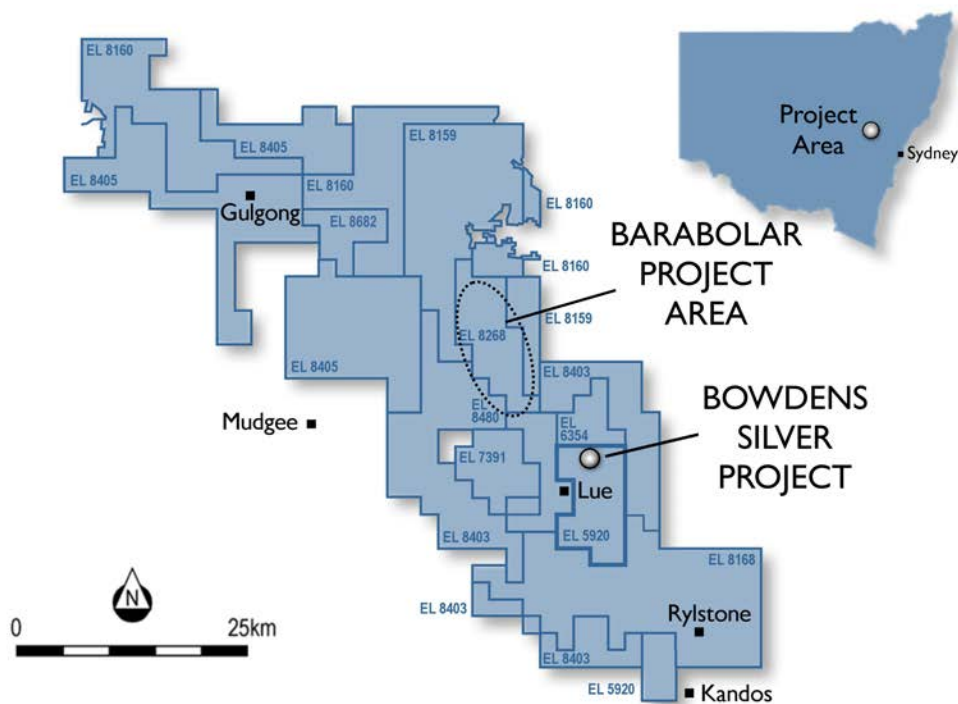 EL 8160
EL 8159
EL 8405
EL 8405
EL 8160
Gulgong
EL 8682
EL 8160
BARABOLAR
PROJECT
AREA
EL 8160
EL 8159
EL 8268
EL 8405
EL 8403
Mudgee
EL
8480
EL
6354
BOWDENS
SILVER
PROJECT
EL 7391
Lue
EL 5920
EL 8403
EL 8168
EL 8403
Rylstone
EL 8403
EL 5920
Kandos
N
0
25km
Project
Area
Sydney